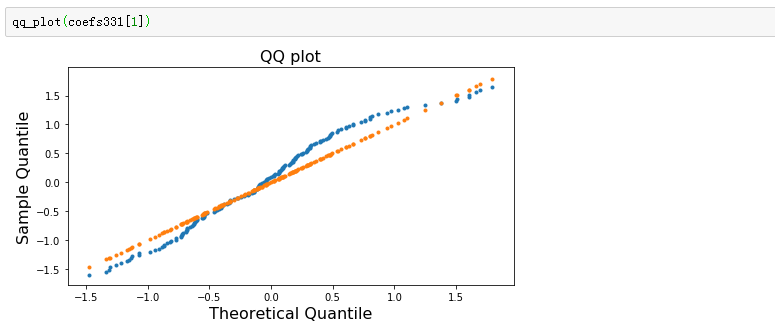 qq_plot(coefs331[1])
QQ plot
Sample Quantile
1.5
1.0
0.5
0.0
−0.5
−1.0
−1.5
−1.5 −1.0 −0.5 0.0 0.5 1.0 1.5
Theoretical Quantile